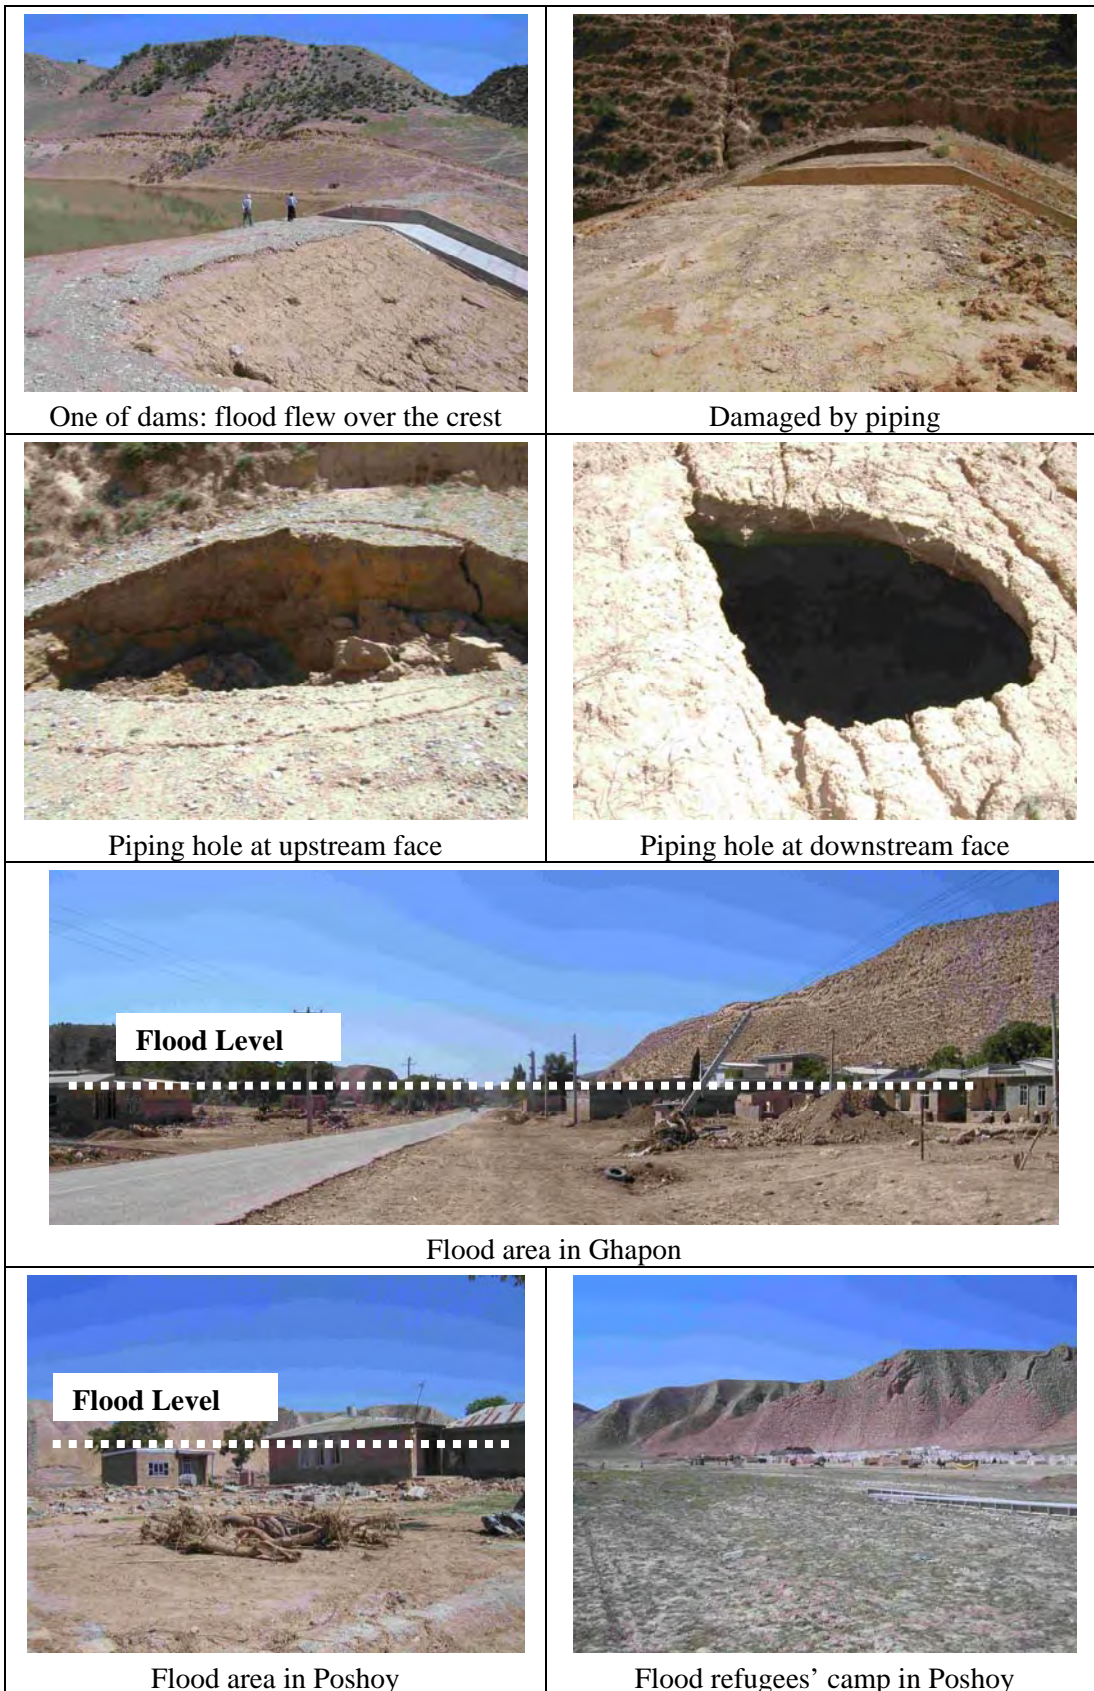 One of dams: flood flew over the crest
Damaged by piping
Piping hole at upstream face
Piping hole at downstream face
Flood Level
Flood area in Ghapon
Flood Level
Flood area in Poshoy
Flood refugees’ camp in Poshoy